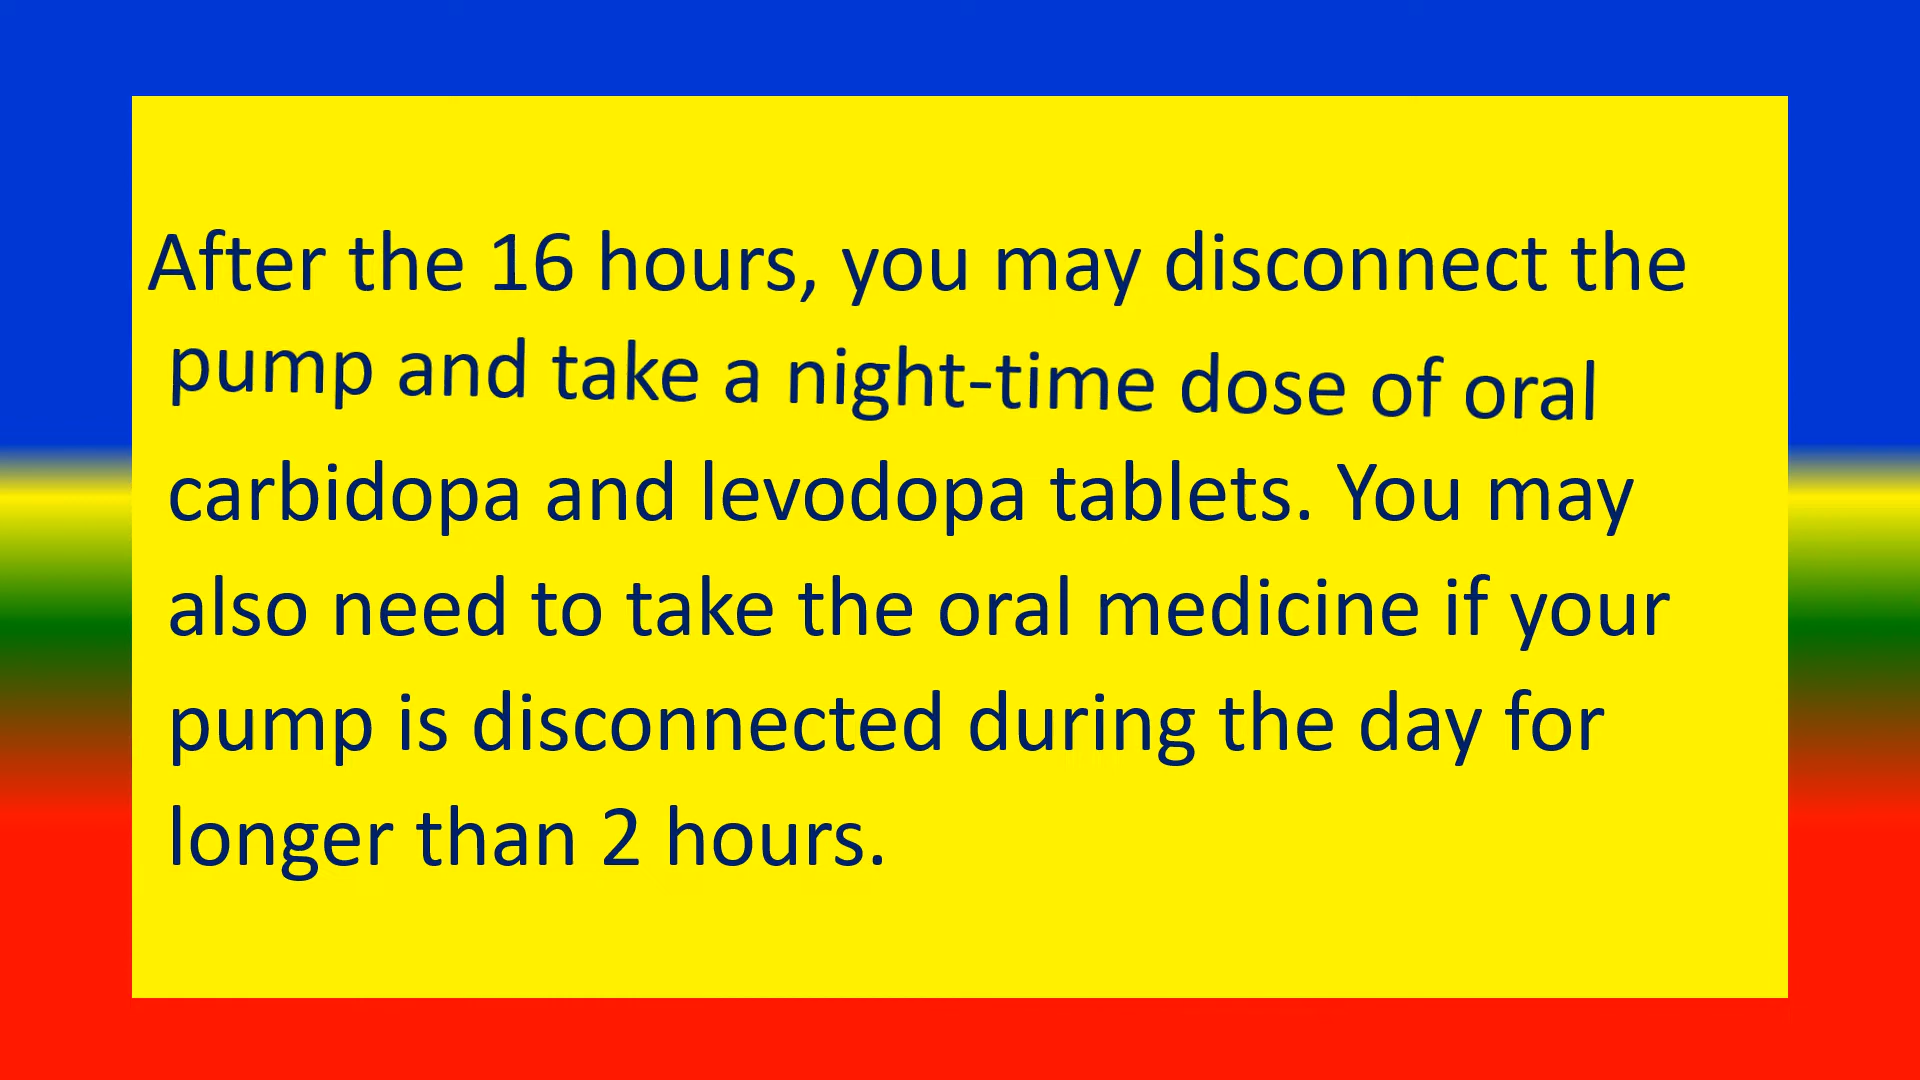 After the 16 hours, you may disconnect the
pump and take a night-time dose of oral
carbidopa and levodopa tablets. You may
also need to take the oral medicine if your
pump is disconnected during the day for
longer than 2 hours.